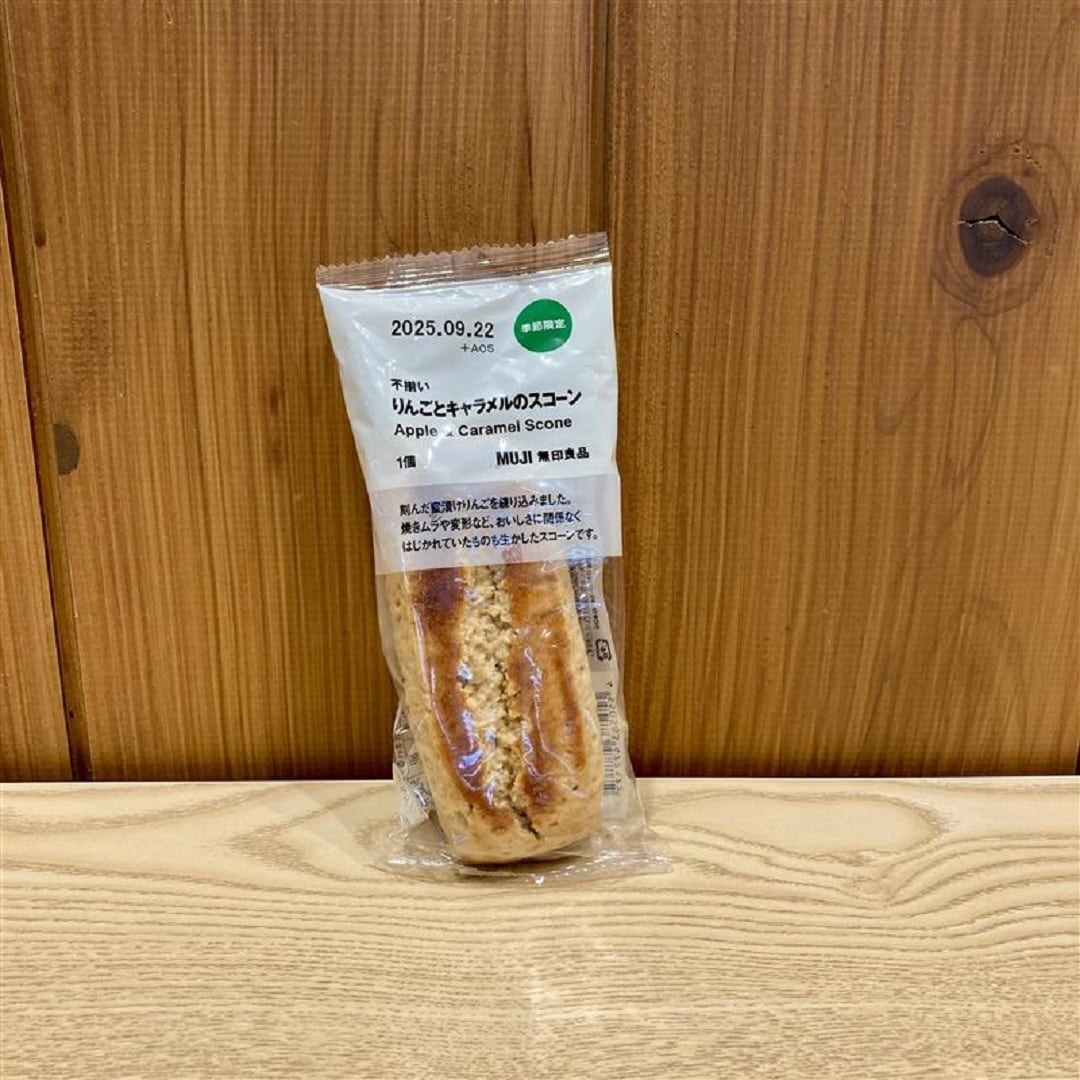 2025.09.22
+A05
季節限定
不揃い
りんごとキャラメルのスコーン
Apple & Caramel Scone
1個
MUJI 無印良品
刻んだ蜜漬けりんごを練り込みました。
焼きムラや変形など、おいしさに関係なく
はじかれていたものも生かしたスコーンです。